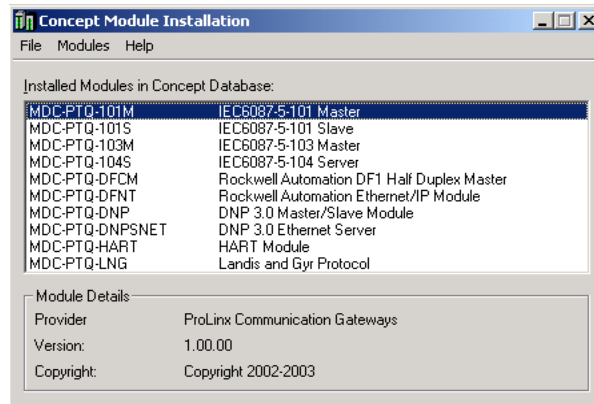 Concept Module Installation
File Modules Help
Installed Modules in Concept Database:
MDC-PTQ-101M IEC6087-5-101 Master
MDC-PTQ-101S IEC6087-5-101 Slave
MDC-PTQ-103M IEC6087-5-103 Master
MDC-PTQ-104S IEC6087-5-104 Server
MDC-PTQ-DFCM Rockwell Automation DF1 Half Duplex Master
MDC-PTQ-DFNT Rockwell Automation Ethernet/IP Module
MDC-PTQ-DNP DNP 3.0 Master/Slave Module
MDC-PTQ-DNPSNET DNP 3.0 Ethernet Server
MDC-PTQ-HART HART Module
MDC-PTQ-LNG Landis and Gyr Protocol
Module Details
Provider ProLinx Communication Gateways
Version: 1.00.00
Copyright: Copyright 2002-2003